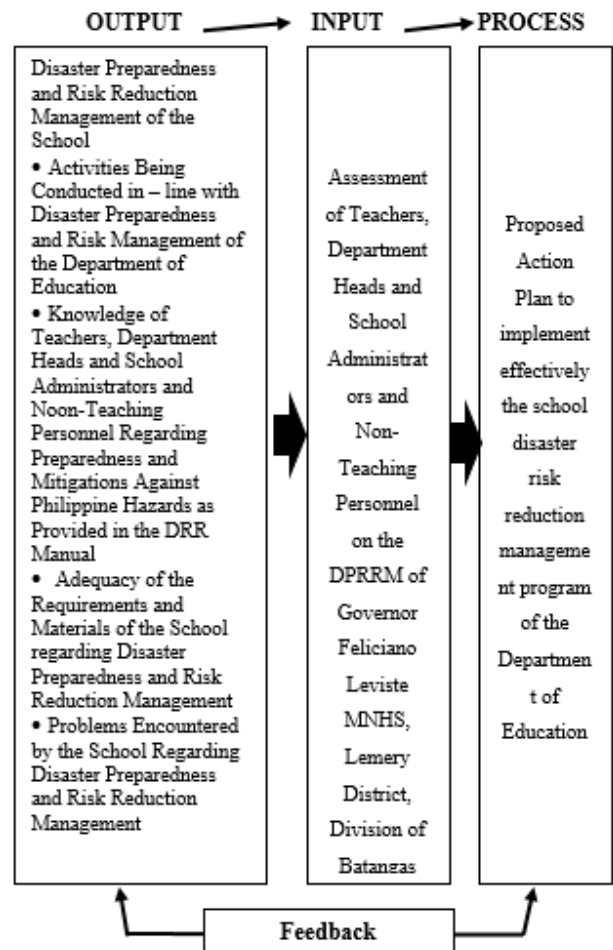 OUTPUT INPUT PROCESS
Disaster Preparedness
and Risk Reduction
Management of the
School
• Activities Being
Conducted in – line with
Disaster Preparedness
and Risk Management of
the Department of
Education
• Knowledge of
Teachers, Department
Heads and School
Administrators and
Noon-Teaching
Personnel Regarding
Preparedness and
Mitigations Against
Philippine Hazards as
Provided in the DRR
Manual
• Adequacy of the
Requirements and
Materials of the School
regarding Disaster
Preparedness and Risk
Reduction Management
• Problems Encountered
by the School Regarding
Disaster Preparedness
and Risk Reduction
Management
Assessment
of Teachers,
Department
Heads and
School
Administrat
ors and
Non-
Teaching
Personnel
on the
DPRRM of
Governor
Feliciano
Leviste
MNHS,
Lemery
District,
Division of
Batangas
Proposed
Action
Plan to
implement
effectively
the school
disaster
risk
reduction
manageme
nt program
of the
Departmen
t of
Education
Feedback